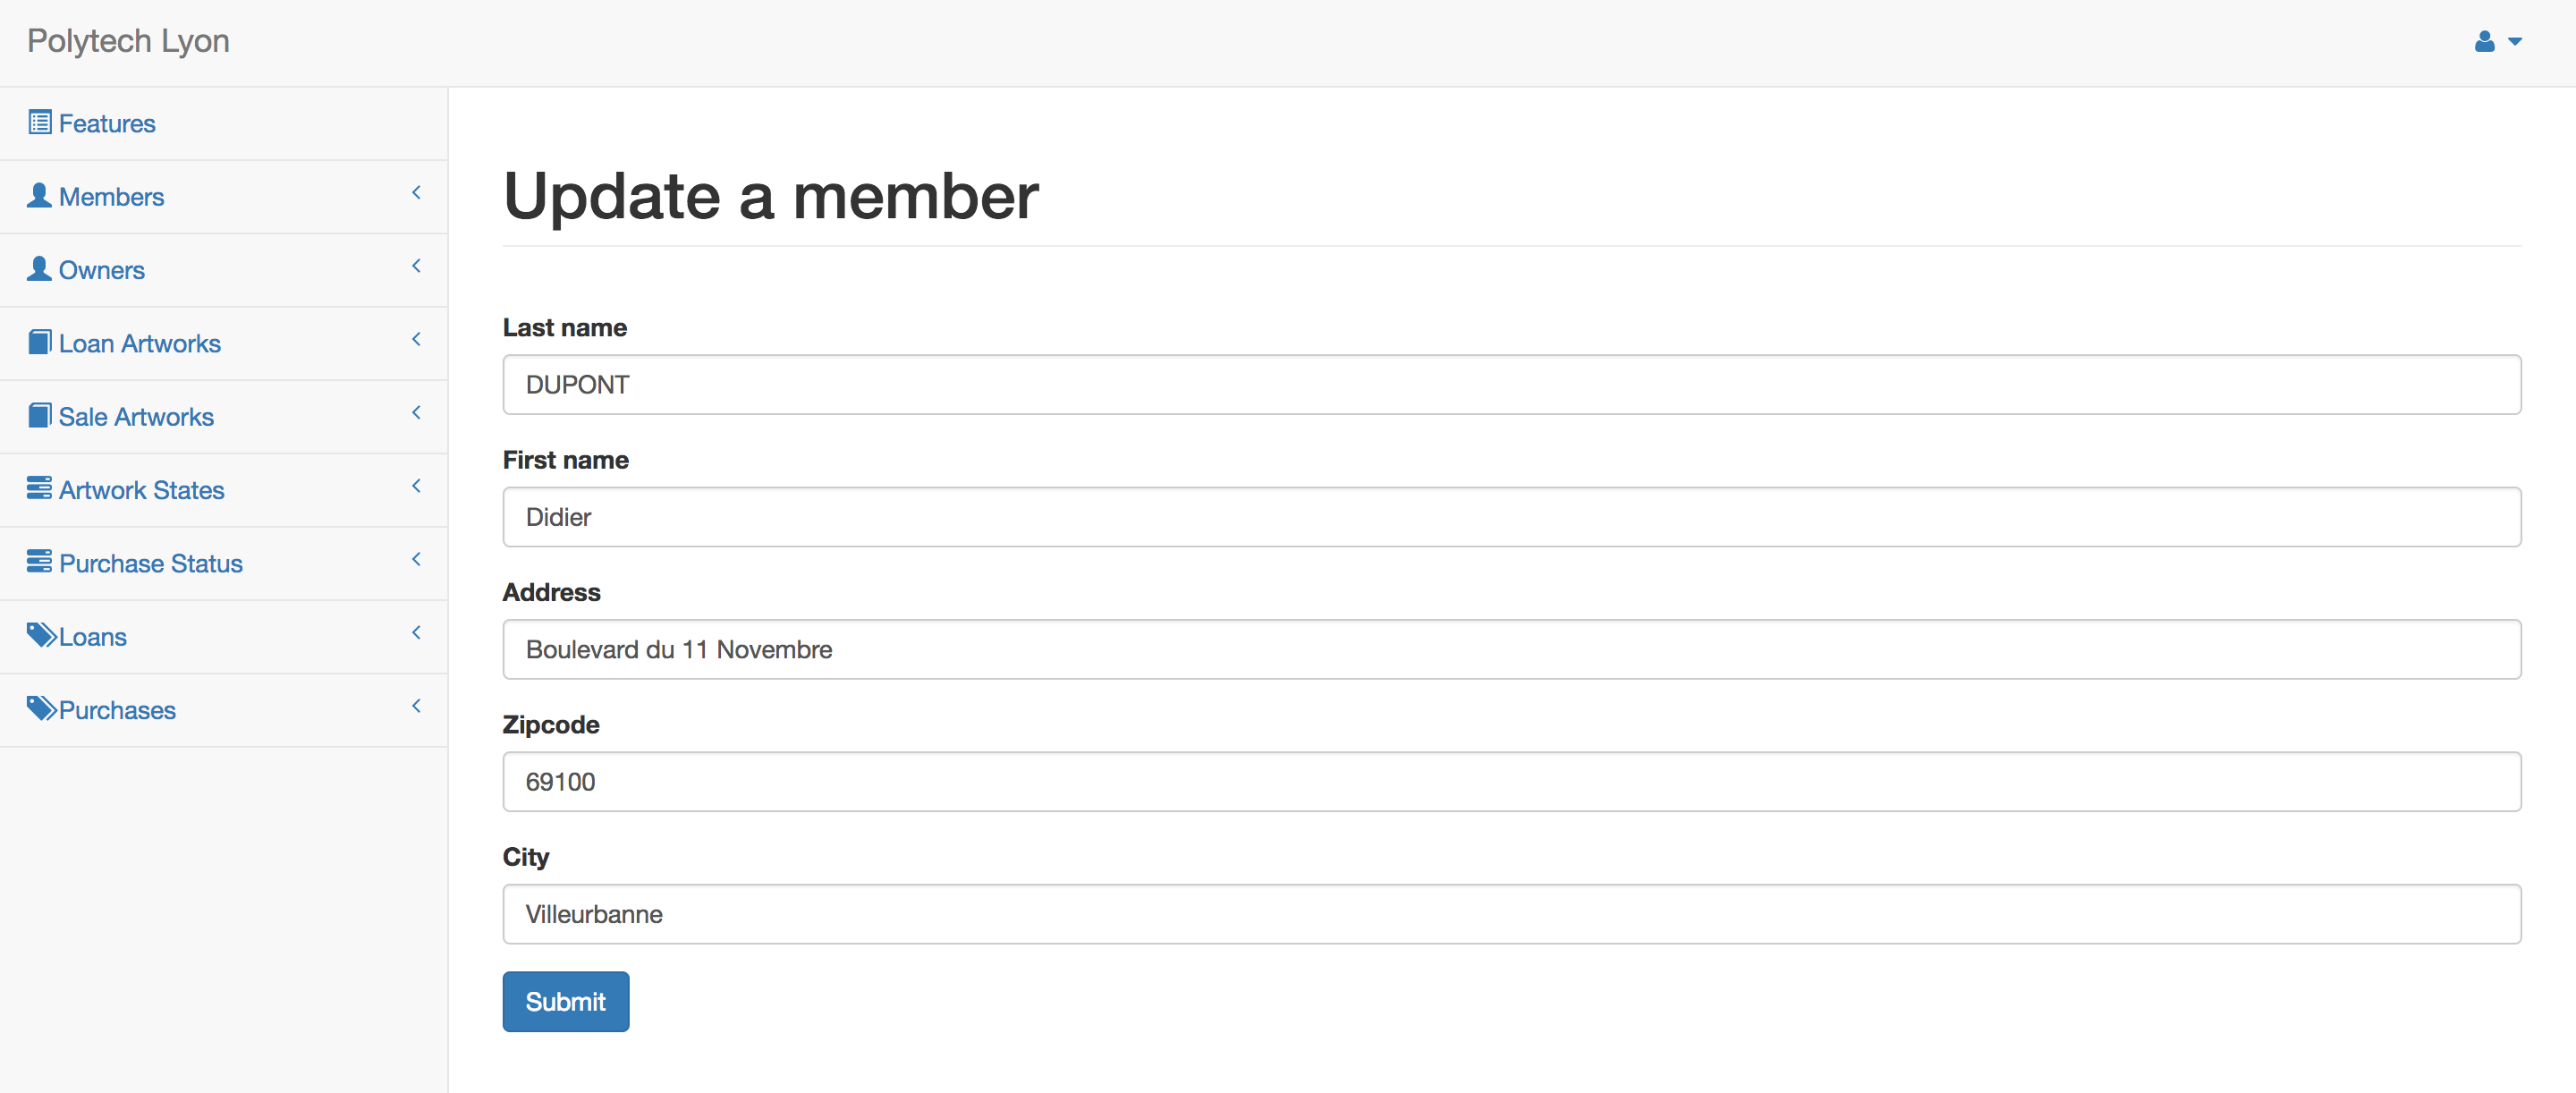 Polytech Lyon
Features
Members
Owners
Loan Artworks
Sale Artworks
Artwork States
Purchase Status
Loans
Purchases
Update a member
Last name
DUPONT
First name
Didier
Address
Boulevard du 11 Novembre
Zipcode
69100
City
Villeurbanne
Submit